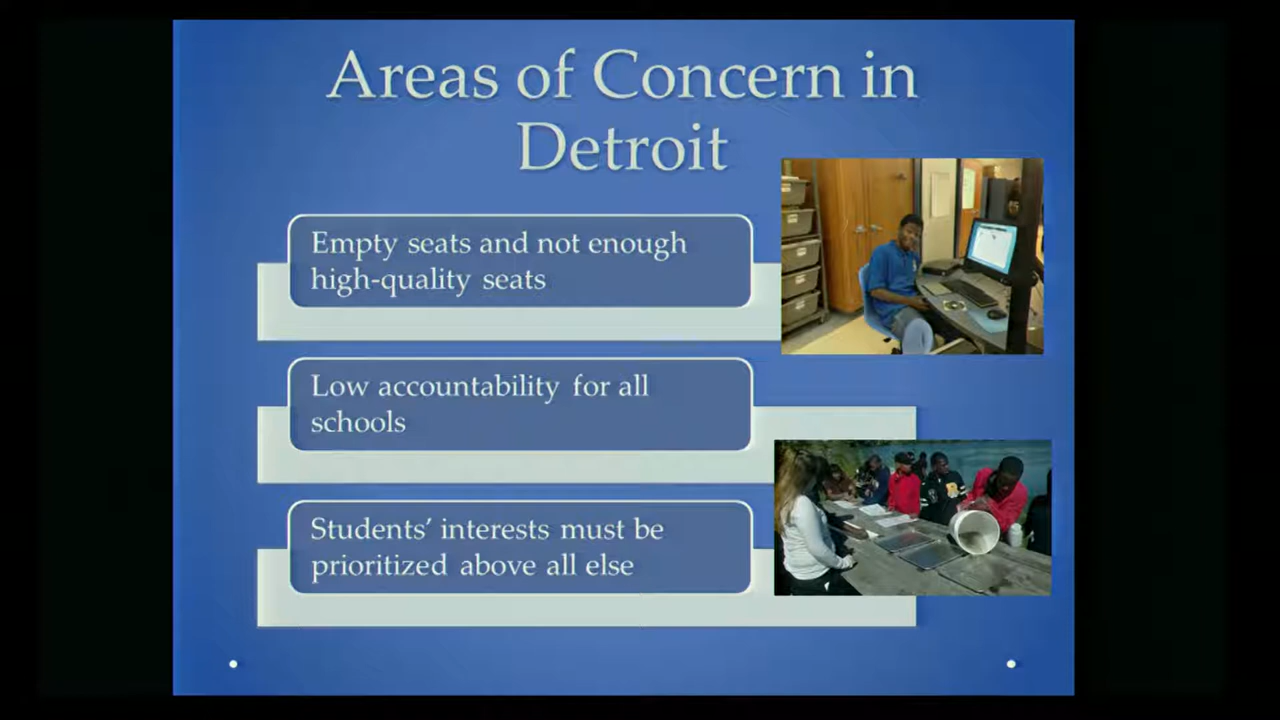 Areas of Concern in
Detroit
Empty seats and not enough
high-quality seats
Low accountability for all
schools
Students’ interests must be
prioritized above all else